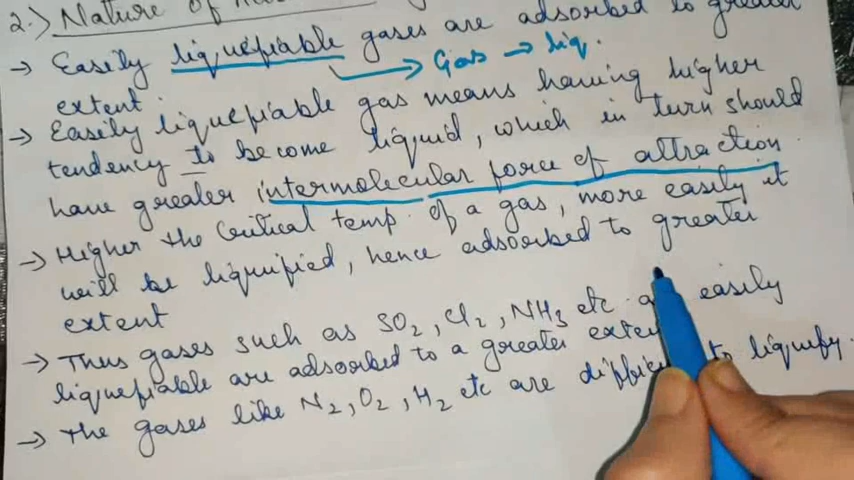 2.) Nature of
→ Easily liquefiable gases are adsorbed to greater
→ Gas → liq.
extent.
→ Easily liquefiable gas means having higher
tendency to become liquid, which in turn should
have greater intermolecular force of attraction.
→ Higher the Critical temp. of a gas, more easily it
will be liquified, hence adsorbed to greater
extent
→ Thus gases such as SO2, Cl2, NH3 etc. easily
liquefiable are adsorbed to a greater
→ The gases like N2, O2, H2 etc are to liquefy.